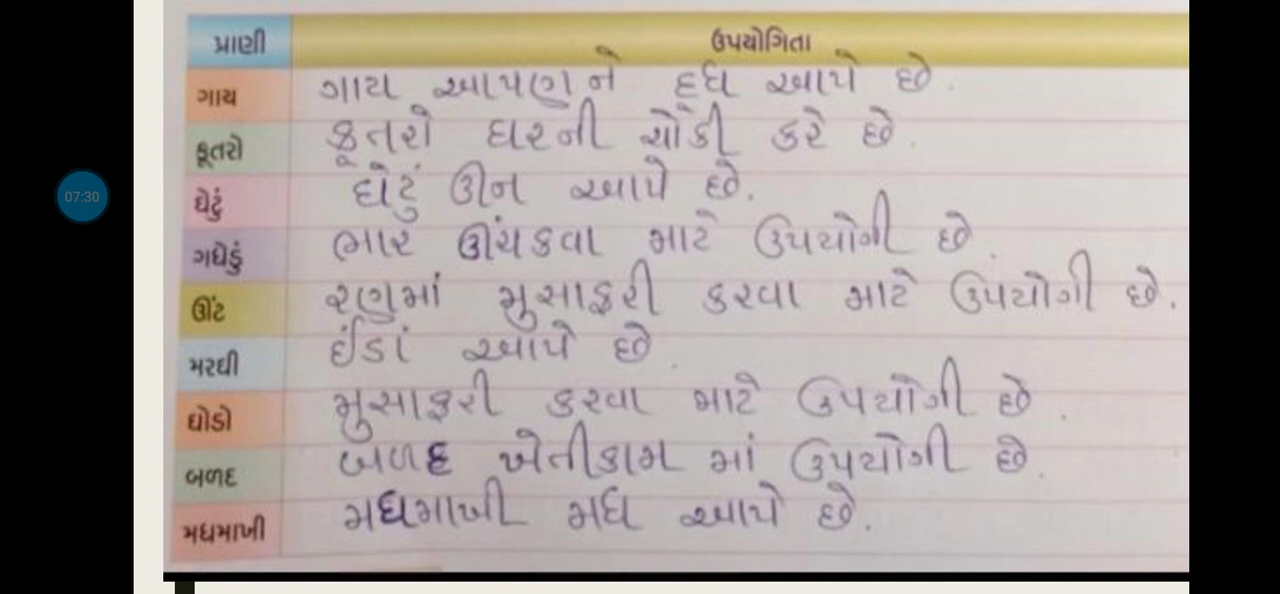 પ્રાણી ઉપયોગિતા
ગાય ગાય આપણને દૂધ આપે છે.
કૂતરો કૂતરો ઘરની ચોકી કરે છે.
ઘેટું ઘેટું ઊન આપે છે.
ગધેડું ભાર ઊંચકવા માટે ઉપયોગી છે.
ઊંટ રણમાં મુસાફરી કરવા માટે ઉપયોગી છે.
મરઘી ઈંડાં આપે છે.
ઘોડો મુસાફરી કરવા માટે ઉપયોગી છે.
બળદ બળદ ખેતીકામ માં ઉપયોગી છે.
મધમાખી મધમાખી મધ આપે છે.
07:30